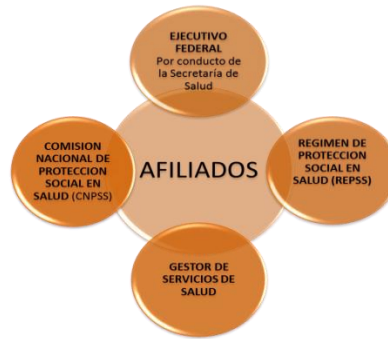 EJECUTIVO
FEDERAL
Por conducto de
la Secretaría de
Salud
COMISION
NACIONAL DE
PROTECCION
SOCIAL EN
SALUD (CNPSS)
AFILIADOS
REGIMEN DE
PROTECCION
SOCIAL EN
SALUD (REPSS)
GESTOR DE
SERVICIOS DE
SALUD